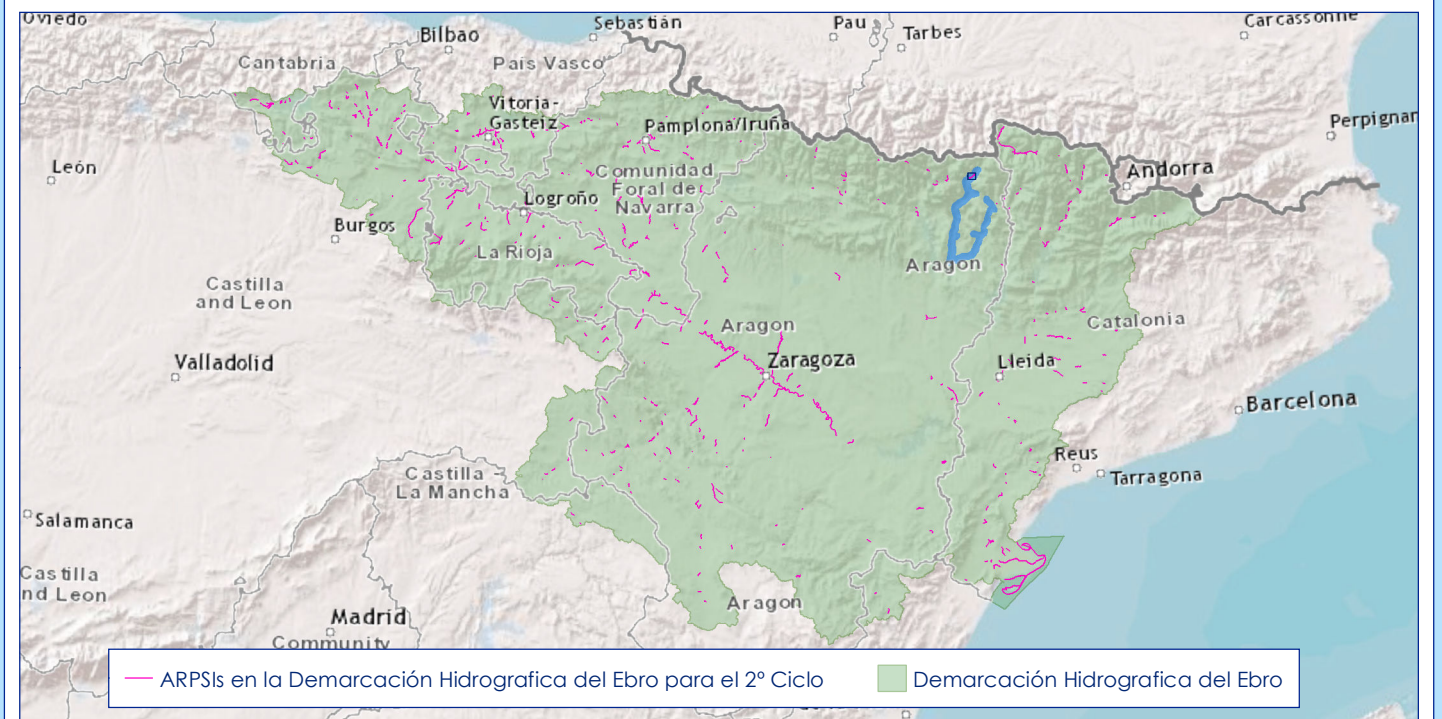 Oviedo
Sebastián
Pau
Tarbes
Carcassonne
Bilbao
Cantabria
País Vasco
Vitoria-
Gasteiz
Pamplona/Iruña
Perpignan
León
Andorra
Comunidad
Foral de
Navarra
Logroño
Burgos
La Rioja
Aragon
Castilla
and Leon
Aragon
Catalonia
Valladolid
Zaragoza
Lleida
Barcelona
Reus
Castilla -
La Mancha
Tarragona
Salamanca
Castilla
nd Leon
Aragon
Madrid
Community
ARPSIs en la Demarcación Hidrografica del Ebro para el 2º Ciclo
Demarcación Hidrografica del Ebro